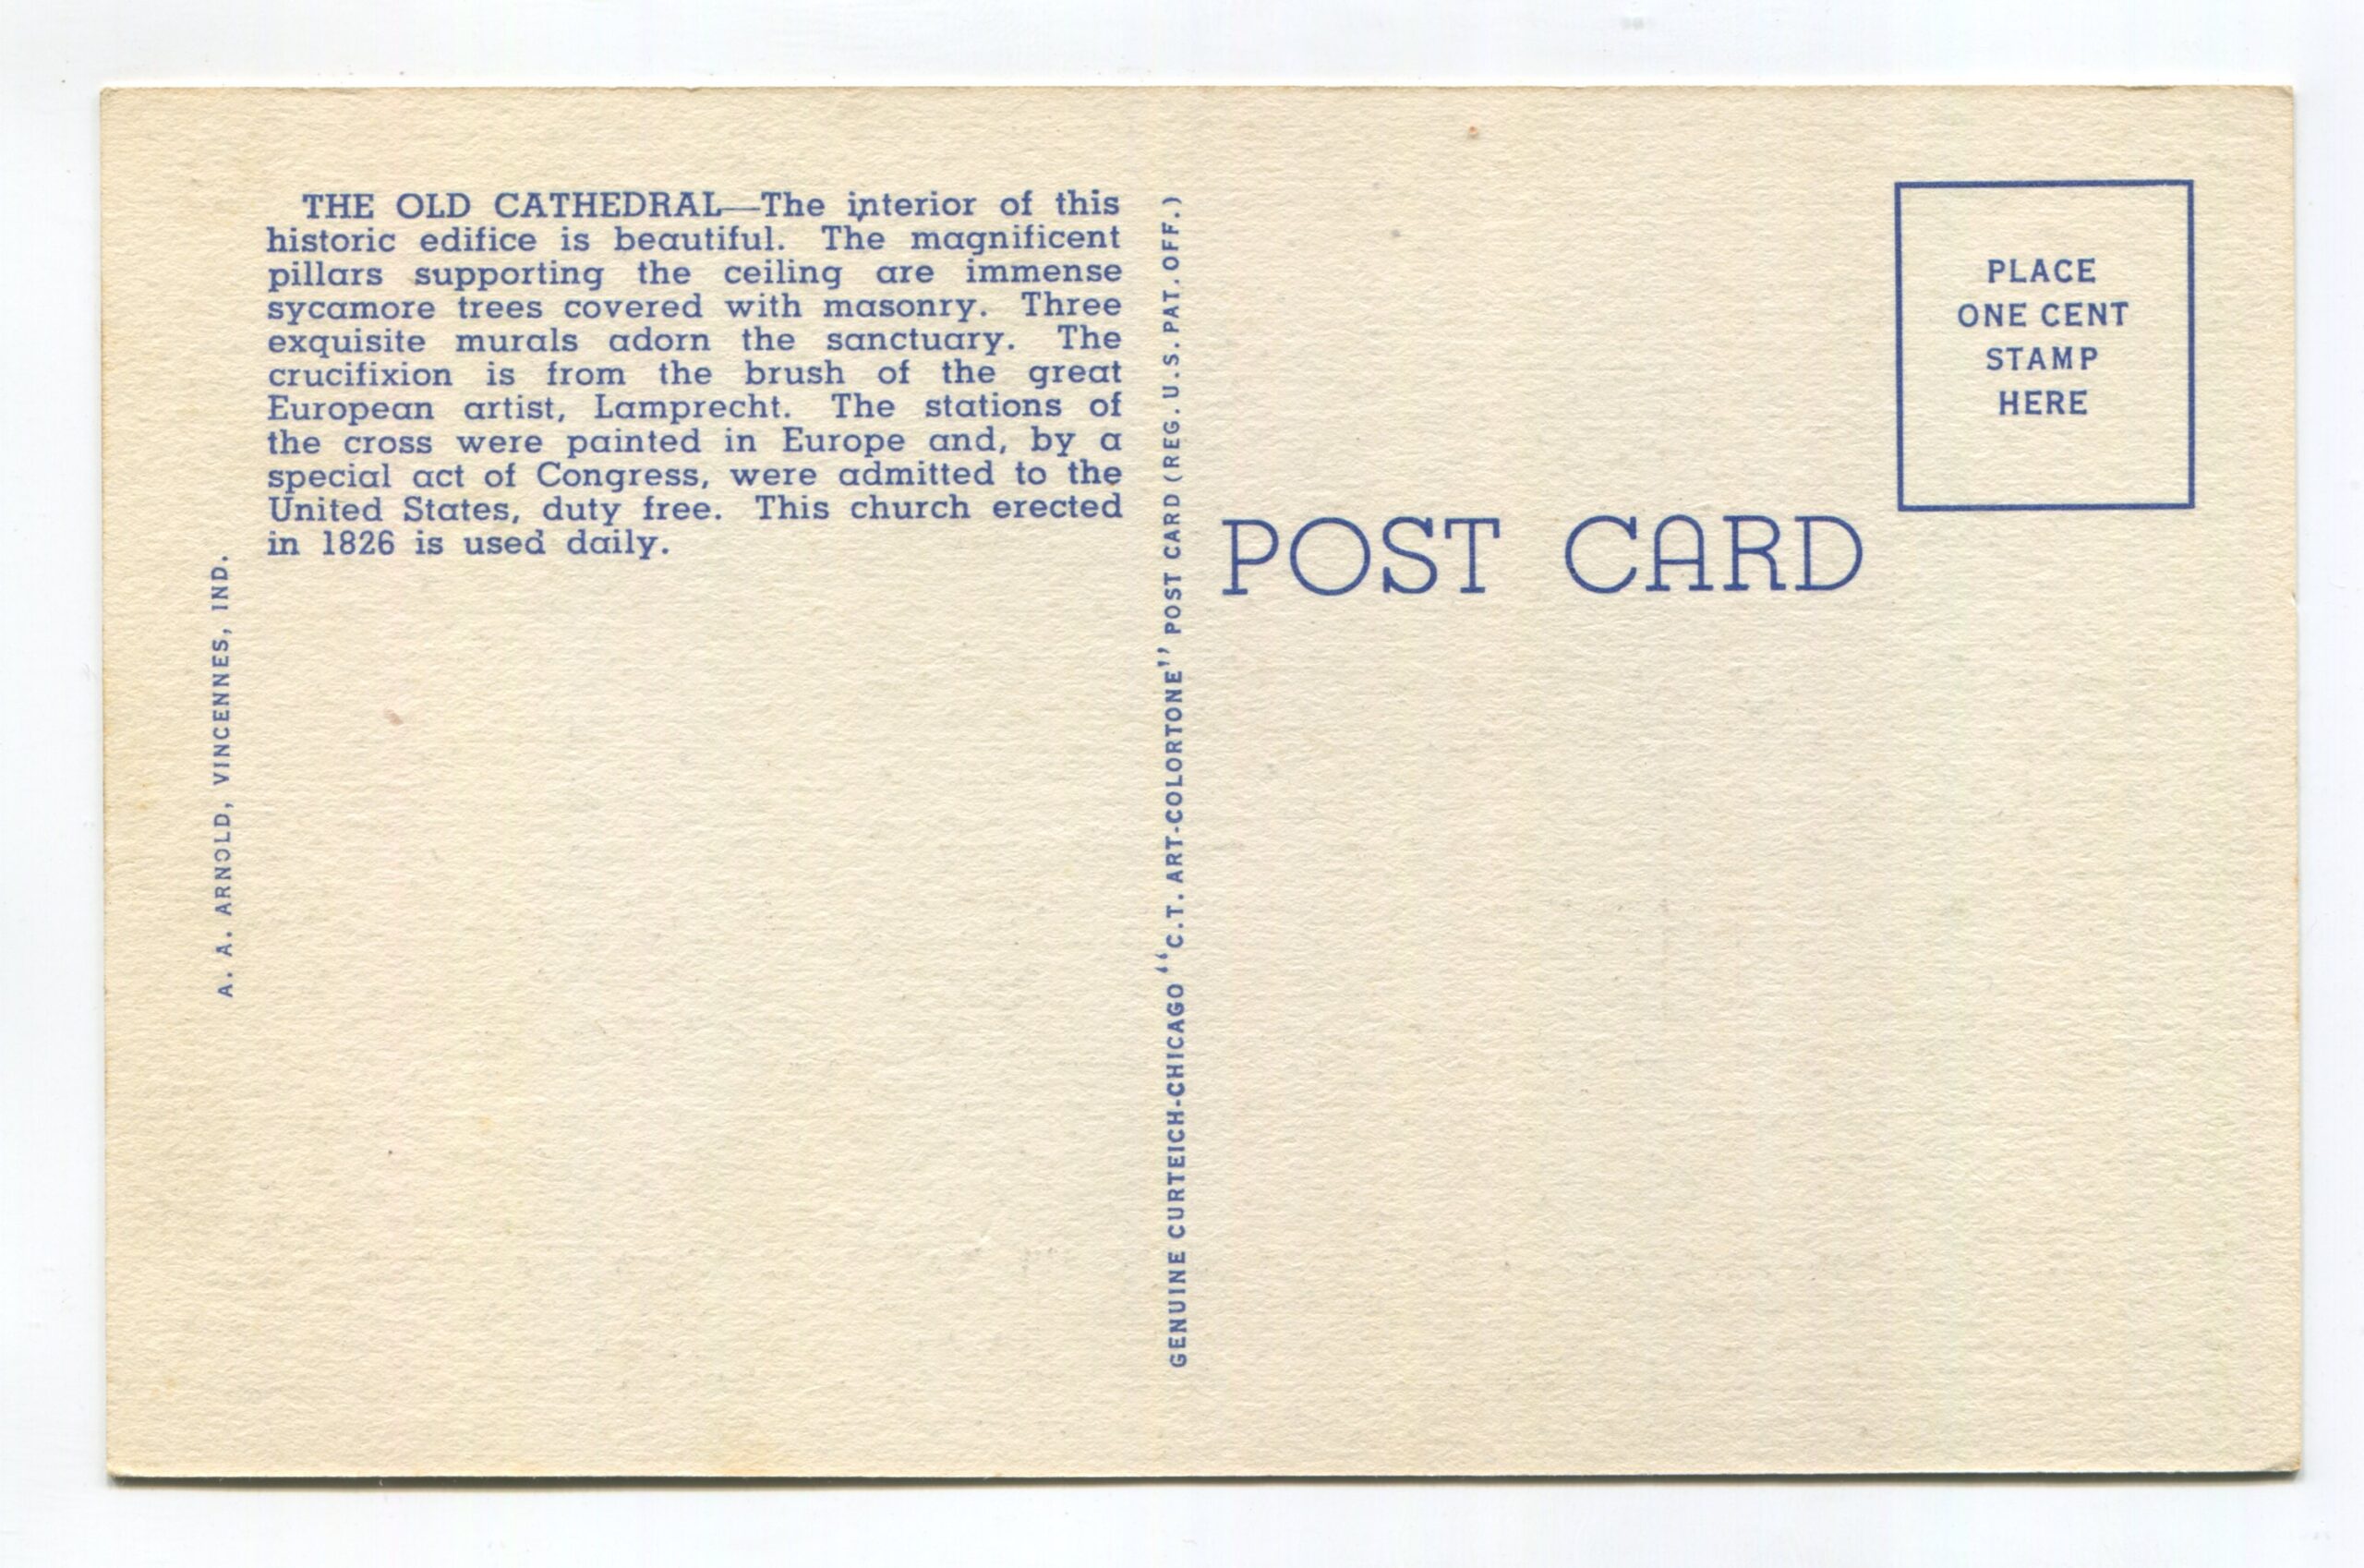 THE OLD CATHEDRAL—The interior of this
historic edifice is beautiful. The magnificent
pillars supporting the ceiling are immense
sycamore trees covered with masonry. Three
exquisite murals adorn the sanctuary. The
crucifixion is from the brush of the great
European artist, Lamprecht. The stations of
the cross were painted in Europe and, by a
special act of Congress, were admitted to the
United States, duty free. This church erected
in 1826 is used daily.
A. A. ARNOLD, VINCENNES, IND.
GENUINE CURTEICH-CHICAGO “C.T. ART-COLORTONE” POST CARD (REG. U.S. PAT. OFF.)
POST CARD
PLACE
ONE CENT
STAMP
HERE